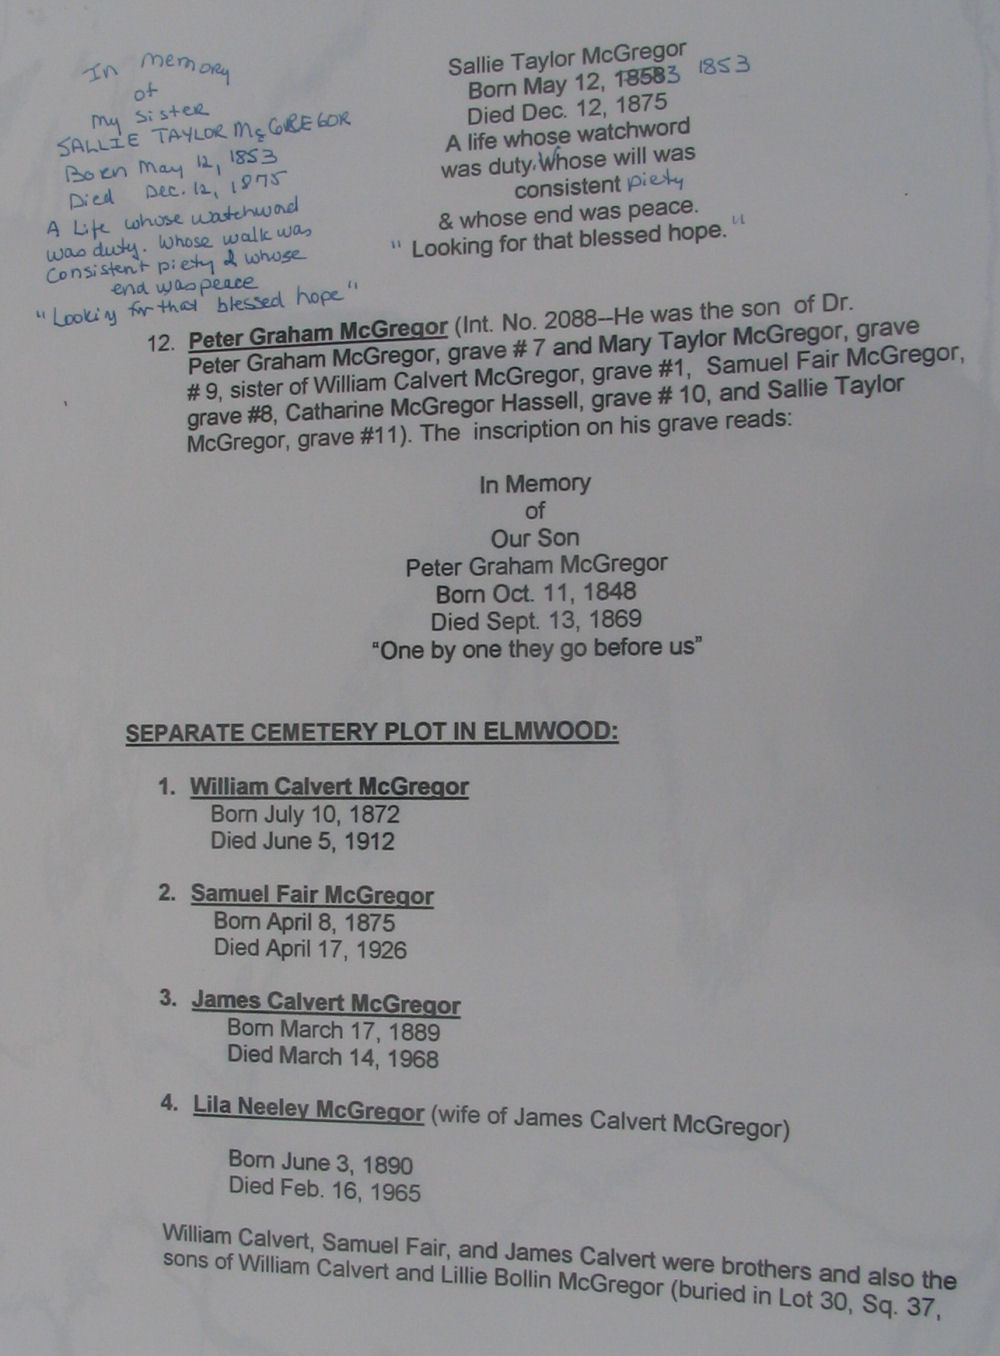 In memory
of
my Sister
SALLIE TAYLOR McGREGOR
Born May 12, 1853
Died Dec. 12, 1875
A Life whose watchword
was duty. Whose walk was
Consistent piety & whose
end was peace
"Looking for that blessed hope"
Sallie Taylor McGregor
Born May 12, 18583 1853
Died Dec. 12, 1875
A life whose watchword
was duty. Whose will was
consistent piety
& whose end was peace.
" Looking for that blessed hope. "
12. Peter Graham McGregor (Int. No. 2088--He was the son of Dr.
Peter Graham McGregor, grave # 7 and Mary Taylor McGregor, grave
# 9, sister of William Calvert McGregor, grave #1, Samuel Fair McGregor,
grave #8, Catharine McGregor Hassell, grave # 10, and Sallie Taylor
McGregor, grave #11). The inscription on his grave reads:
In Memory
of
Our Son
Peter Graham McGregor
Born Oct. 11, 1848
Died Sept. 13, 1869
“One by one they go before us”
SEPARATE CEMETERY PLOT IN ELMWOOD:
1. William Calvert McGregor
Born July 10, 1872
Died June 5, 1912
2. Samuel Fair McGregor
Born April 8, 1875
Died April 17, 1926
3. James Calvert McGregor
Born March 17, 1889
Died March 14, 1968
4. Lila Neeley McGregor (wife of James Calvert McGregor)
Born June 3, 1890
Died Feb. 16, 1965
William Calvert, Samuel Fair, and James Calvert were brothers and also the
sons of William Calvert and Lillie Bollin McGregor (buried in Lot 30, Sq. 37,